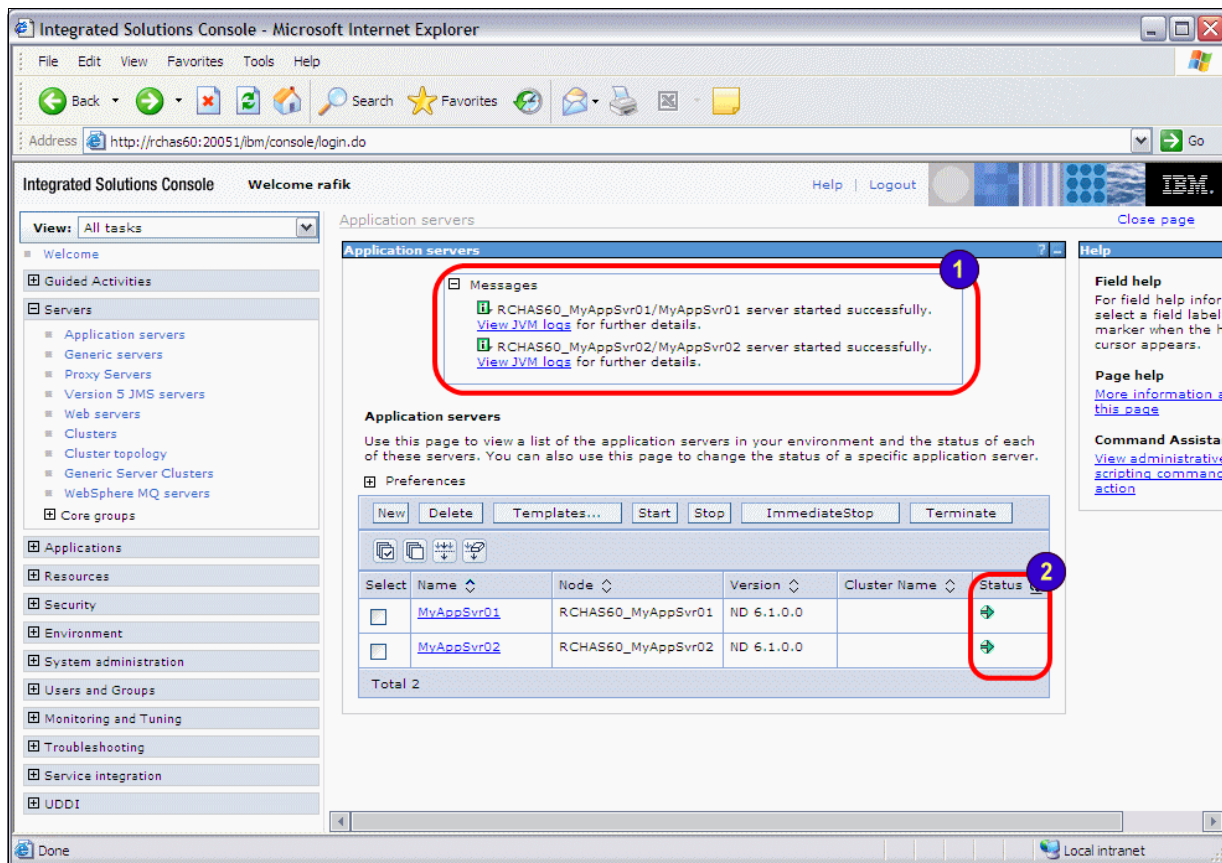 Integrated Solutions Console - Microsoft Internet Explorer
File Edit View Favorites Tools Help
Back Search Favorites
Address http://rchas60:20051/ibm/console/login.do Go
Integrated Solutions Console Welcome rafik Help | Logout IBM.
View: All tasks
Welcome
Guided Activities
Servers
Application servers
Generic servers
Proxy Servers
Version 5 JMS servers
Web servers
Clusters
Cluster topology
Generic Server Clusters
WebSphere MQ servers
Core groups
Applications
Resources
Security
Environment
System administration
Users and Groups
Monitoring and Tuning
Troubleshooting
Service integration
UDDI
Application servers Close page
Application servers ? –
1
Messages
RCHAS60_MyAppSvr01/MyAppSvr01 server started successfully.
View JVM logs for further details.
RCHAS60_MyAppSvr02/MyAppSvr02 server started successfully.
View JVM logs for further details.
Application servers
Use this page to view a list of the application servers in your environment and the status of each
of these servers. You can also use this page to change the status of a specific application server.
Preferences
New Delete Templates... Start Stop ImmediateStop Terminate
2
Select Name Node Version Cluster Name Status
MyAppSvr01 RCHAS60_MyAppSvr01 ND 6.1.0.0
MyAppSvr02 RCHAS60_MyAppSvr02 ND 6.1.0.0
Total 2
Help
Field help
For field help infor
select a field label
marker when the h
cursor appears.
Page help
More information a
this page
Command Assista
View administrative
scripting command
action
Done Local intranet